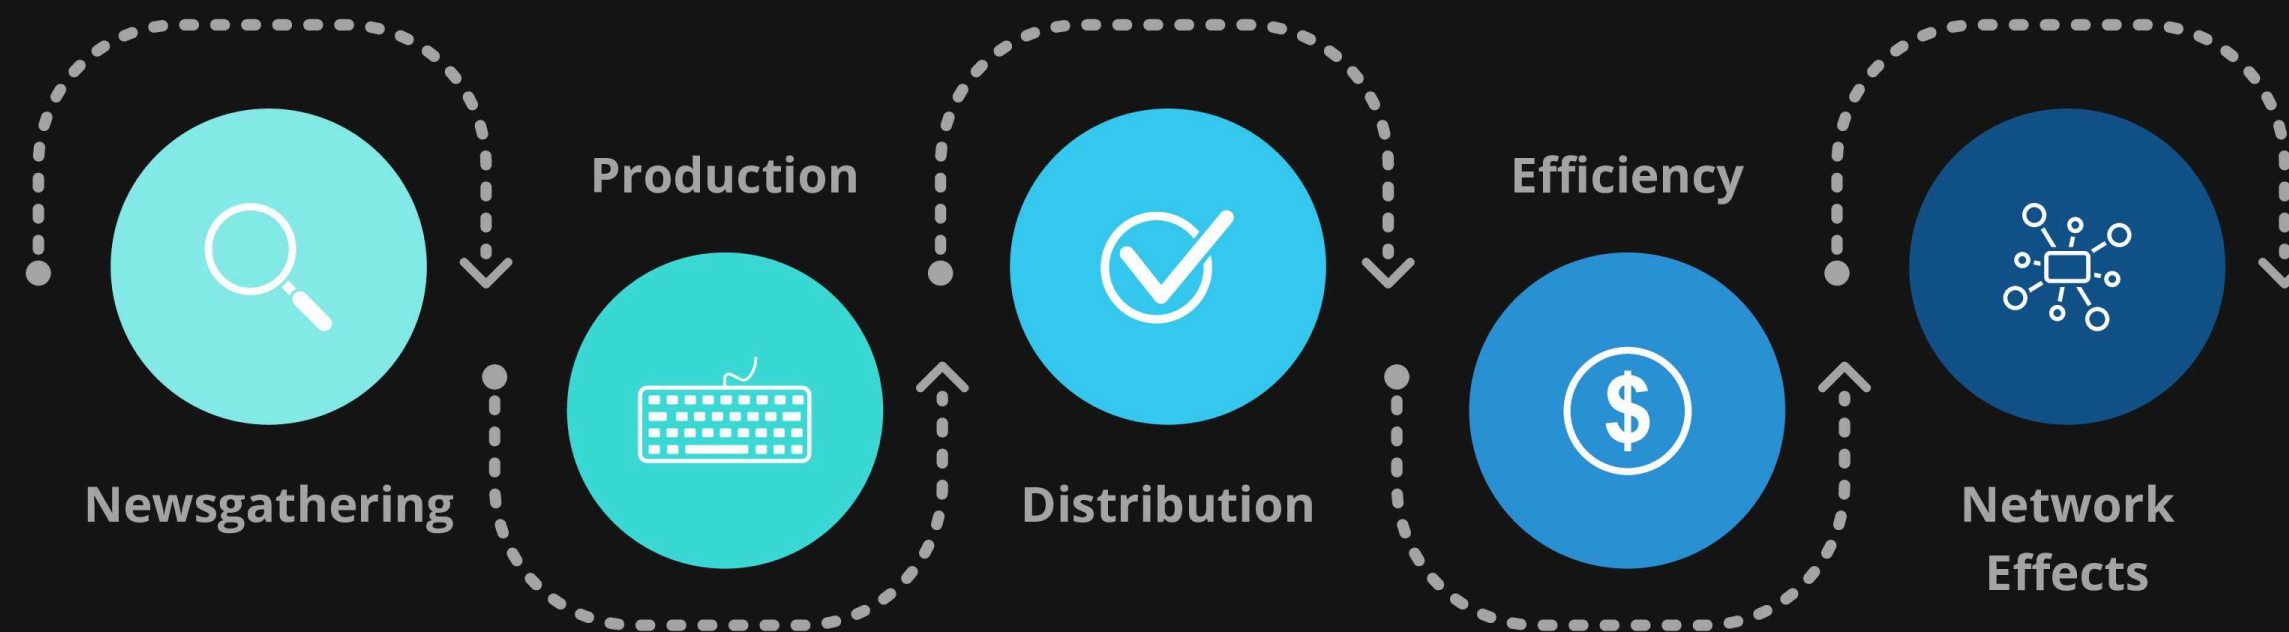 Newsgathering
Production
Distribution
Efficiency
Network
Effects